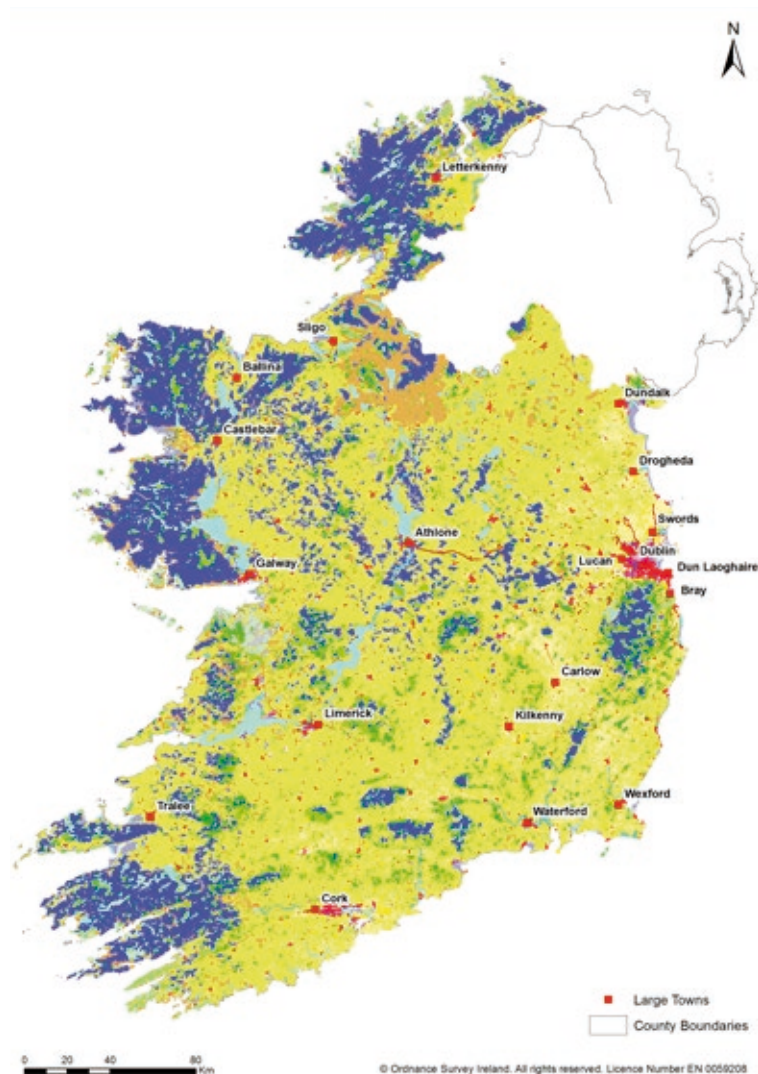 N
Letterkenny
Sligo
Ballina
Dundalk
Castlebar
Drogheda
Swords
Athlone
Dublin
Lucan
Dun Laoghaire
Galway
Bray
Carlow
Limerick
Kilkenny
Wexford
Tralee
Waterford
Cork
Large Towns
County Boundaries
0 20 40 80
Km
© Ordnance Survey Ireland. All rights reserved. Licence Number EN 0059208